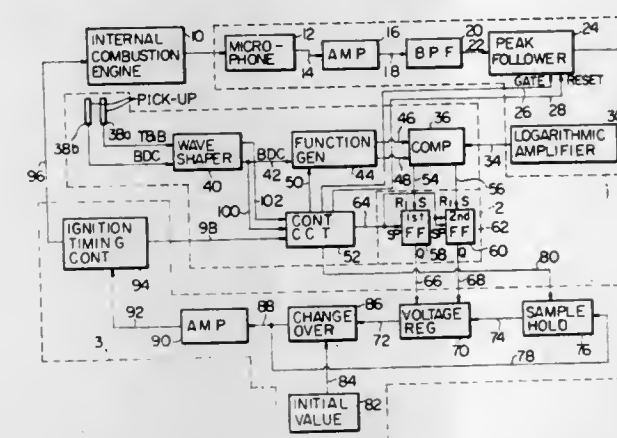 10
12
16
20
24
INTERNAL
COMBUSTION
ENGINE
MICRO-
PHONE
AMP
BPF
22
PEAK
FOLLOWER
14
18
GATE
RESET
26
28
PICK-UP
38b
38a
T&B
BDC
WAVE
SHAPER
40
BDC
42
FUNCTION
GEN
44
46
48
36
COMP
34
LOGARITHMIC
AMPLIFIER
96
50
102
100
54
56
64
R S
R S
2
IGNITION
TIMING
CONT
98
CONT
CCT
52
SP
1st
FF
58
SP
2nd
FF
62
60
Q
Q
94
66
68
80
92
AMP
90
88
CHANGE
OVER
86
72
VOLTAGE
REG
70
74
SAMPLE
HOLD
76
3
78
84
INITIAL
VALUE
82